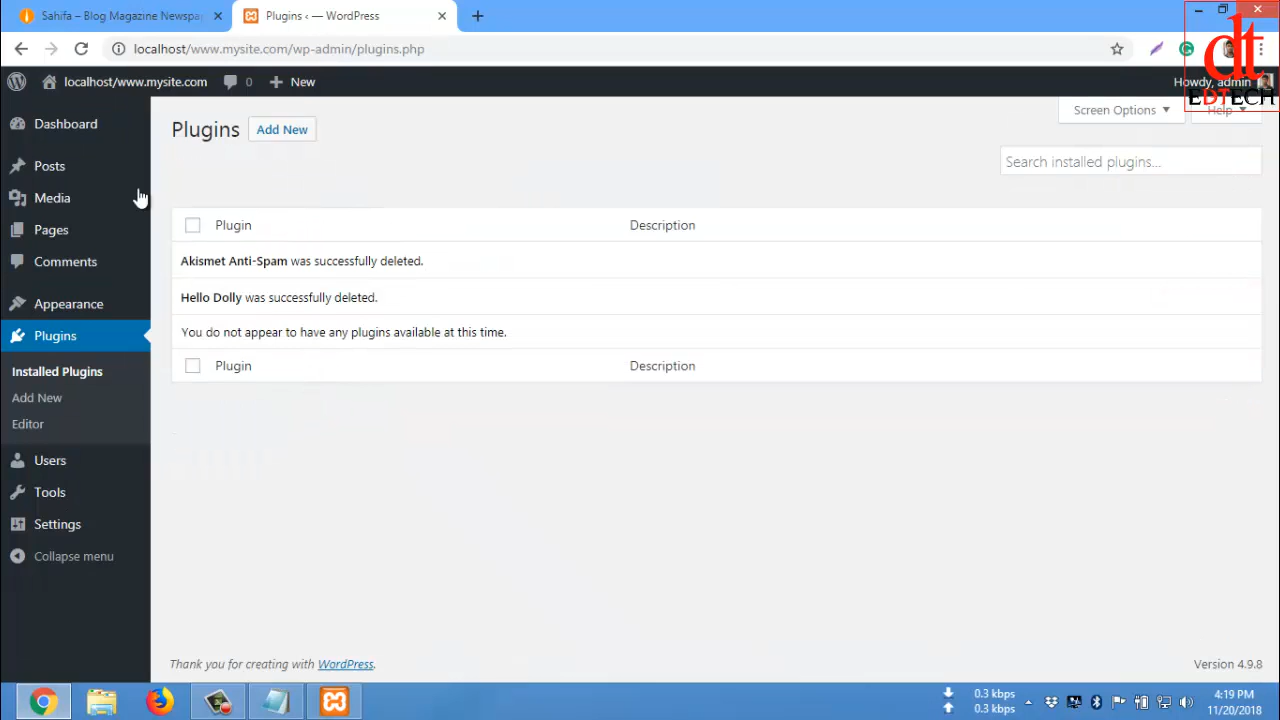 Sahifa – Blog Magazine Newspa
Plugins ‹ — WordPress
localhost/www.mysite.com/wp-admin/plugins.php
dt
EDTECH
localhost/www.mysite.com
0
New
Howdy, admin
Screen Options
Help
Dashboard
Posts
Media
Pages
Comments
Appearance
Plugins
Installed Plugins
Add New
Editor
Users
Tools
Settings
Collapse menu
Plugins
Add New
Search installed plugins...
Plugin Description
Akismet Anti-Spam was successfully deleted.
Hello Dolly was successfully deleted.
You do not appear to have any plugins available at this time.
Plugin Description
Thank you for creating with WordPress.
Version 4.9.8
0.3 kbps
0.3 kbps
4:19 PM
11/20/2018